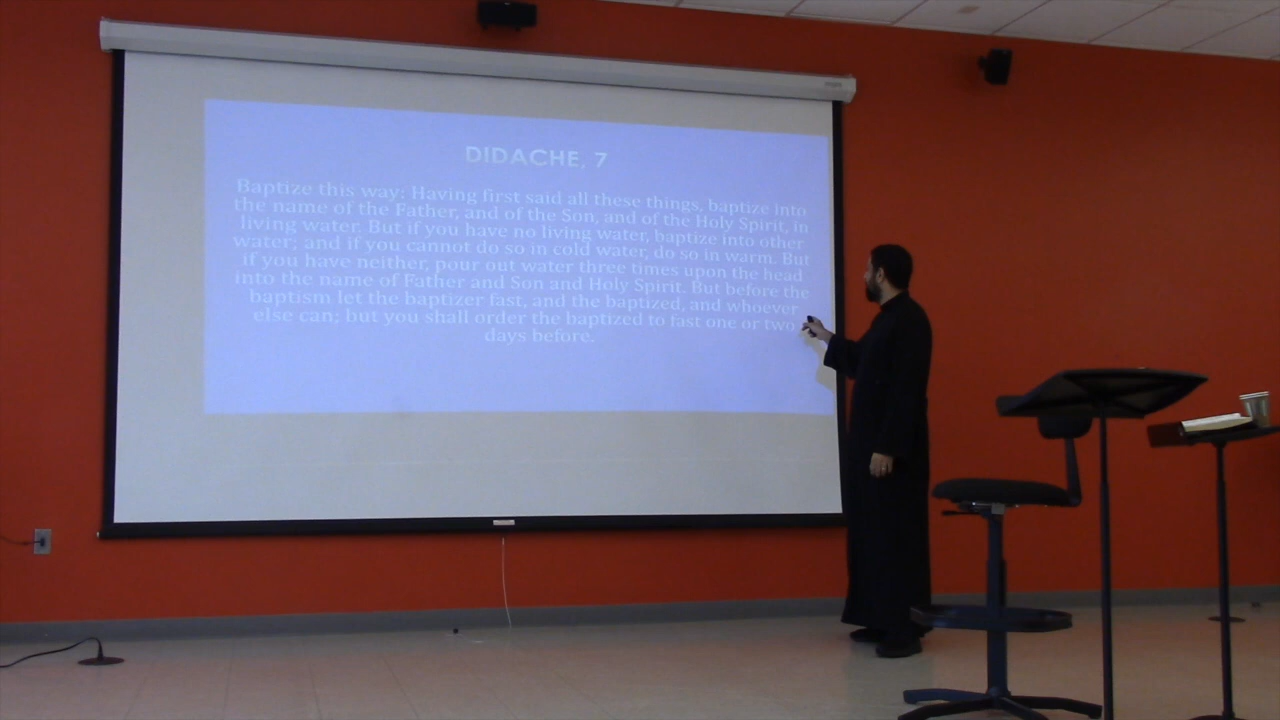 DIDACHE, 7
Baptize this way: Having first said all these things, baptize into
the name of the Father, and of the Son, and of the Holy Spirit, in
living water. But if you have no living water, baptize into other
water; and if you cannot do so in cold water, do so in warm. But
if you have neither, pour out water three times upon the head
into the name of Father and Son and Holy Spirit. But before the
baptism let the baptizer fast, and the baptized, and whoever
else can; but you shall order the baptized to fast one or two
days before.